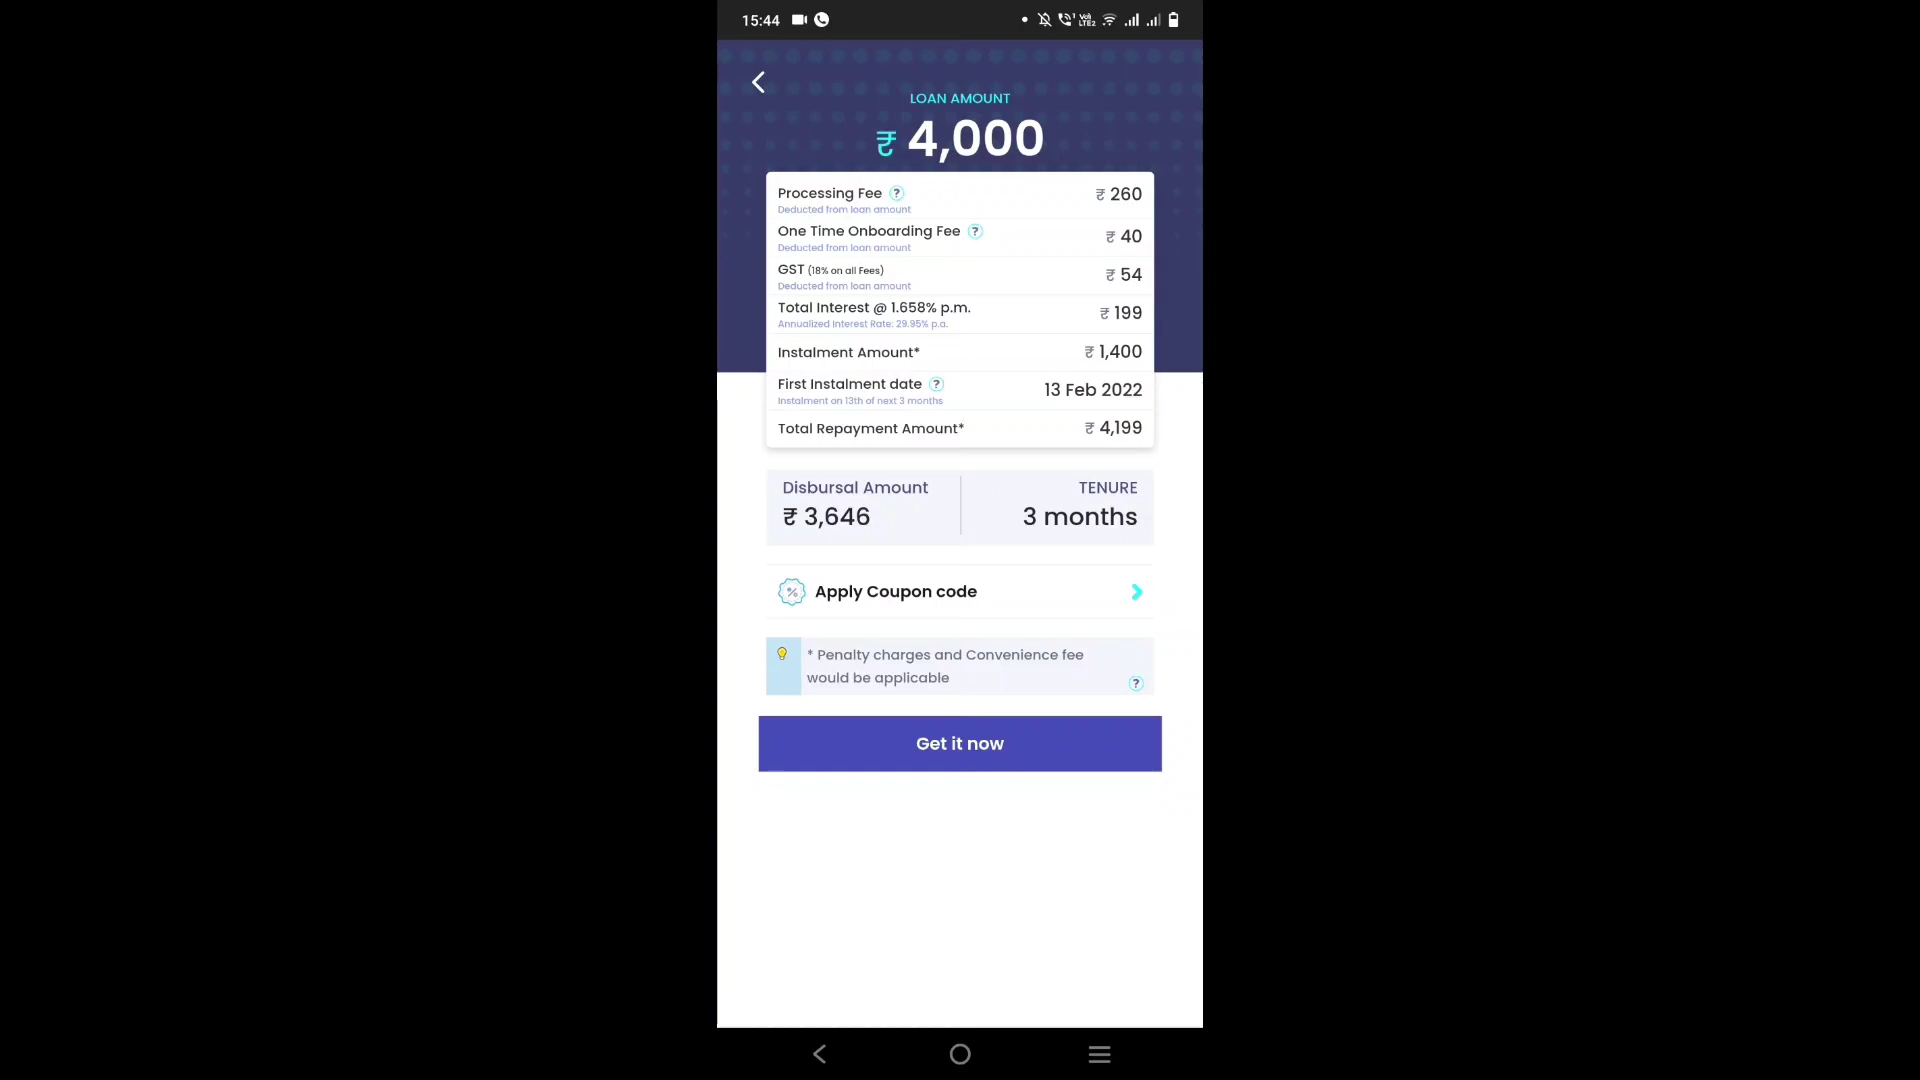 15:44
LOAN AMOUNT
₹ 4,000
Processing Fee ? ₹ 260
Deducted from loan amount
One Time Onboarding Fee ? ₹ 40
Deducted from loan amount
GST (18% on all Fees) ₹ 54
Deducted from loan amount
Total Interest @ 1.658% p.m. ₹ 199
Annualized Interest Rate: 29.95% p.a.
Instalment Amount* ₹ 1,400
First Instalment date ? 13 Feb 2022
Instalment on 13th of next 3 months
Total Repayment Amount* ₹ 4,199
Disbursal Amount TENURE
₹ 3,646 3 months
Apply Coupon code
* Penalty charges and Convenience fee
would be applicable ?
Get it now